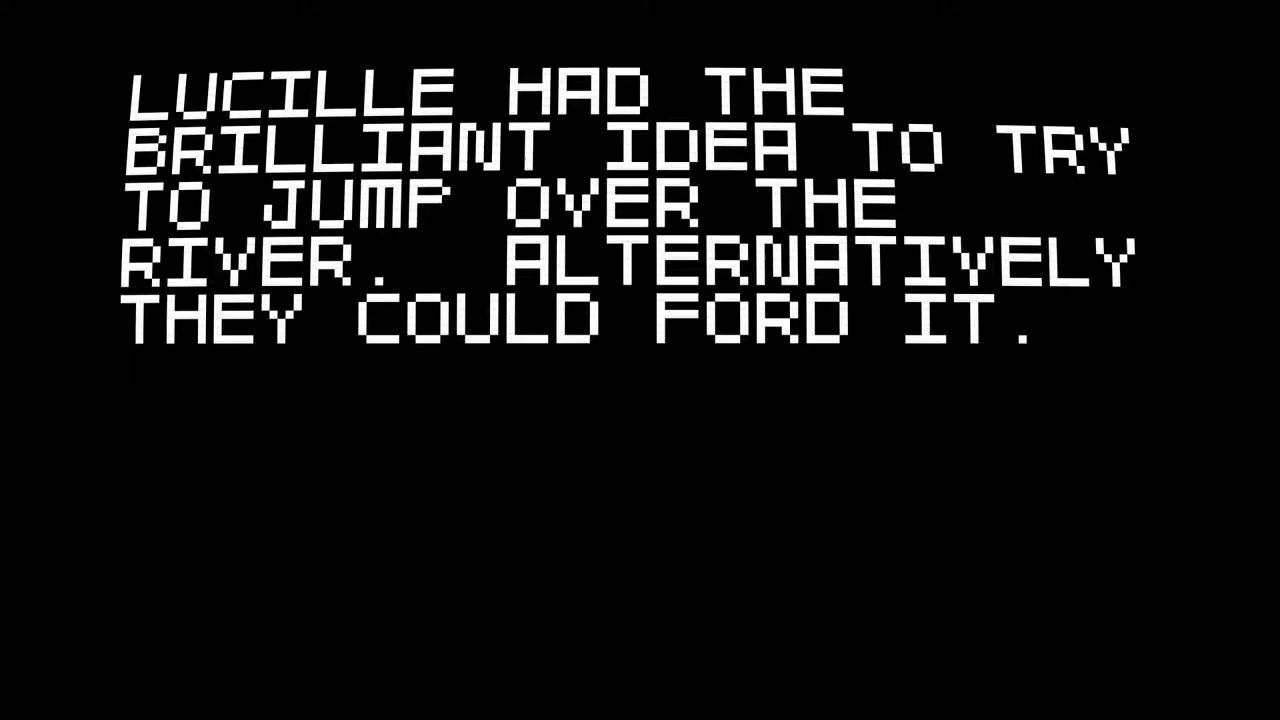 LUCILLE HAD THE
BRILLIANT IDEA TO TRY
TO JUMP OVER THE
RIVER.  ALTERNATIVELY
THEY COULD FORD IT.